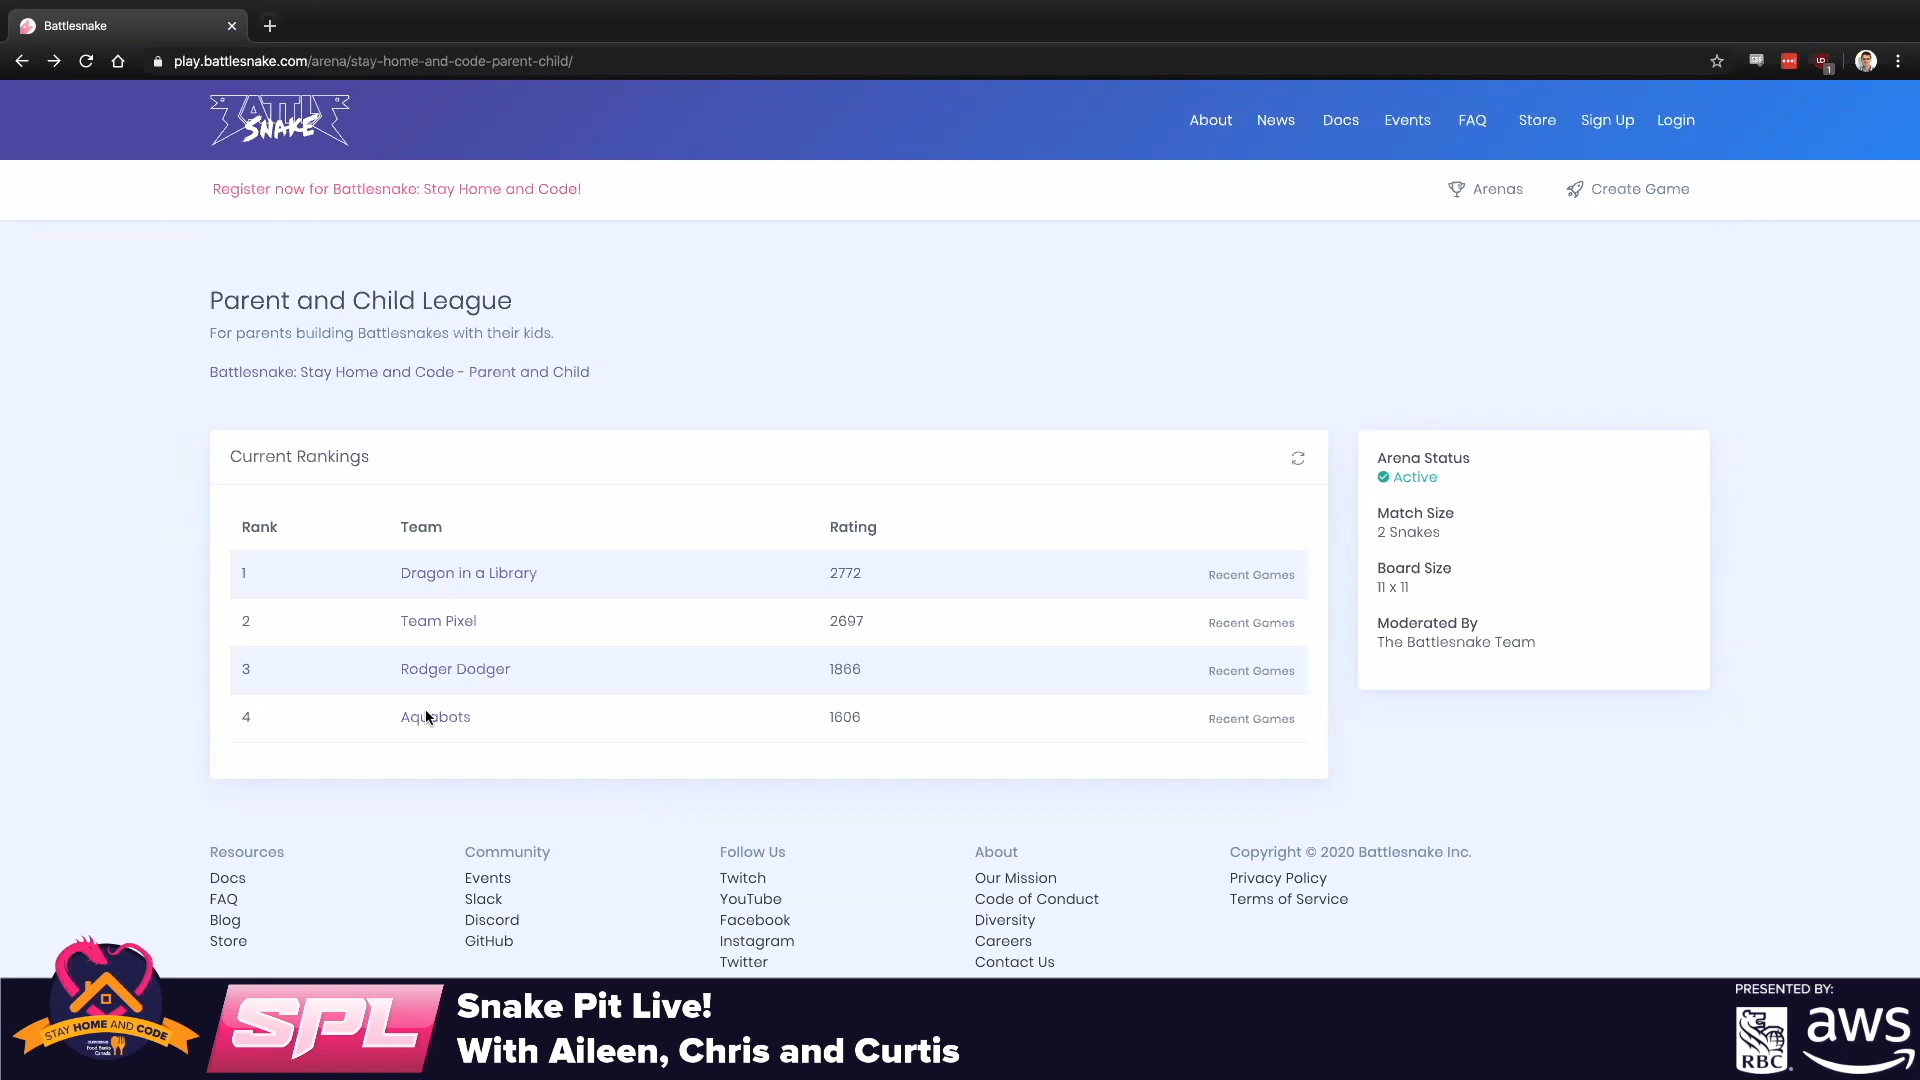 Battlesnake
play.battlesnake.com/arena/stay-home-and-code-parent-child/
1
BATTLE SNAKE
About News Docs Events FAQ Store Sign Up Login
Register now for Battlesnake: Stay Home and Code!
Arenas Create Game
Parent and Child League
For parents building Battlesnakes with their kids.
Battlesnake: Stay Home and Code - Parent and Child
Current Rankings
Rank Team Rating
1 Dragon in a Library 2772 Recent Games
2 Team Pixel 2697 Recent Games
3 Rodger Dodger 1866 Recent Games
4 Aquabots 1606 Recent Games
Arena Status
Active
Match Size
2 Snakes
Board Size
11 x 11
Moderated By
The Battlesnake Team
Resources
Docs
FAQ
Blog
Store
Community
Events
Slack
Discord
GitHub
Follow Us
Twitch
YouTube
Facebook
Instagram
Twitter
About
Our Mission
Code of Conduct
Diversity
Careers
Contact Us
Copyright © 2020 Battlesnake Inc.
Privacy Policy
Terms of Service
STAY HOME AND CODE
SUPPORTING
Food Banks
Canada
SPL
Snake Pit Live!
With Aileen, Chris and Curtis
PRESENTED BY:
RBC
aws